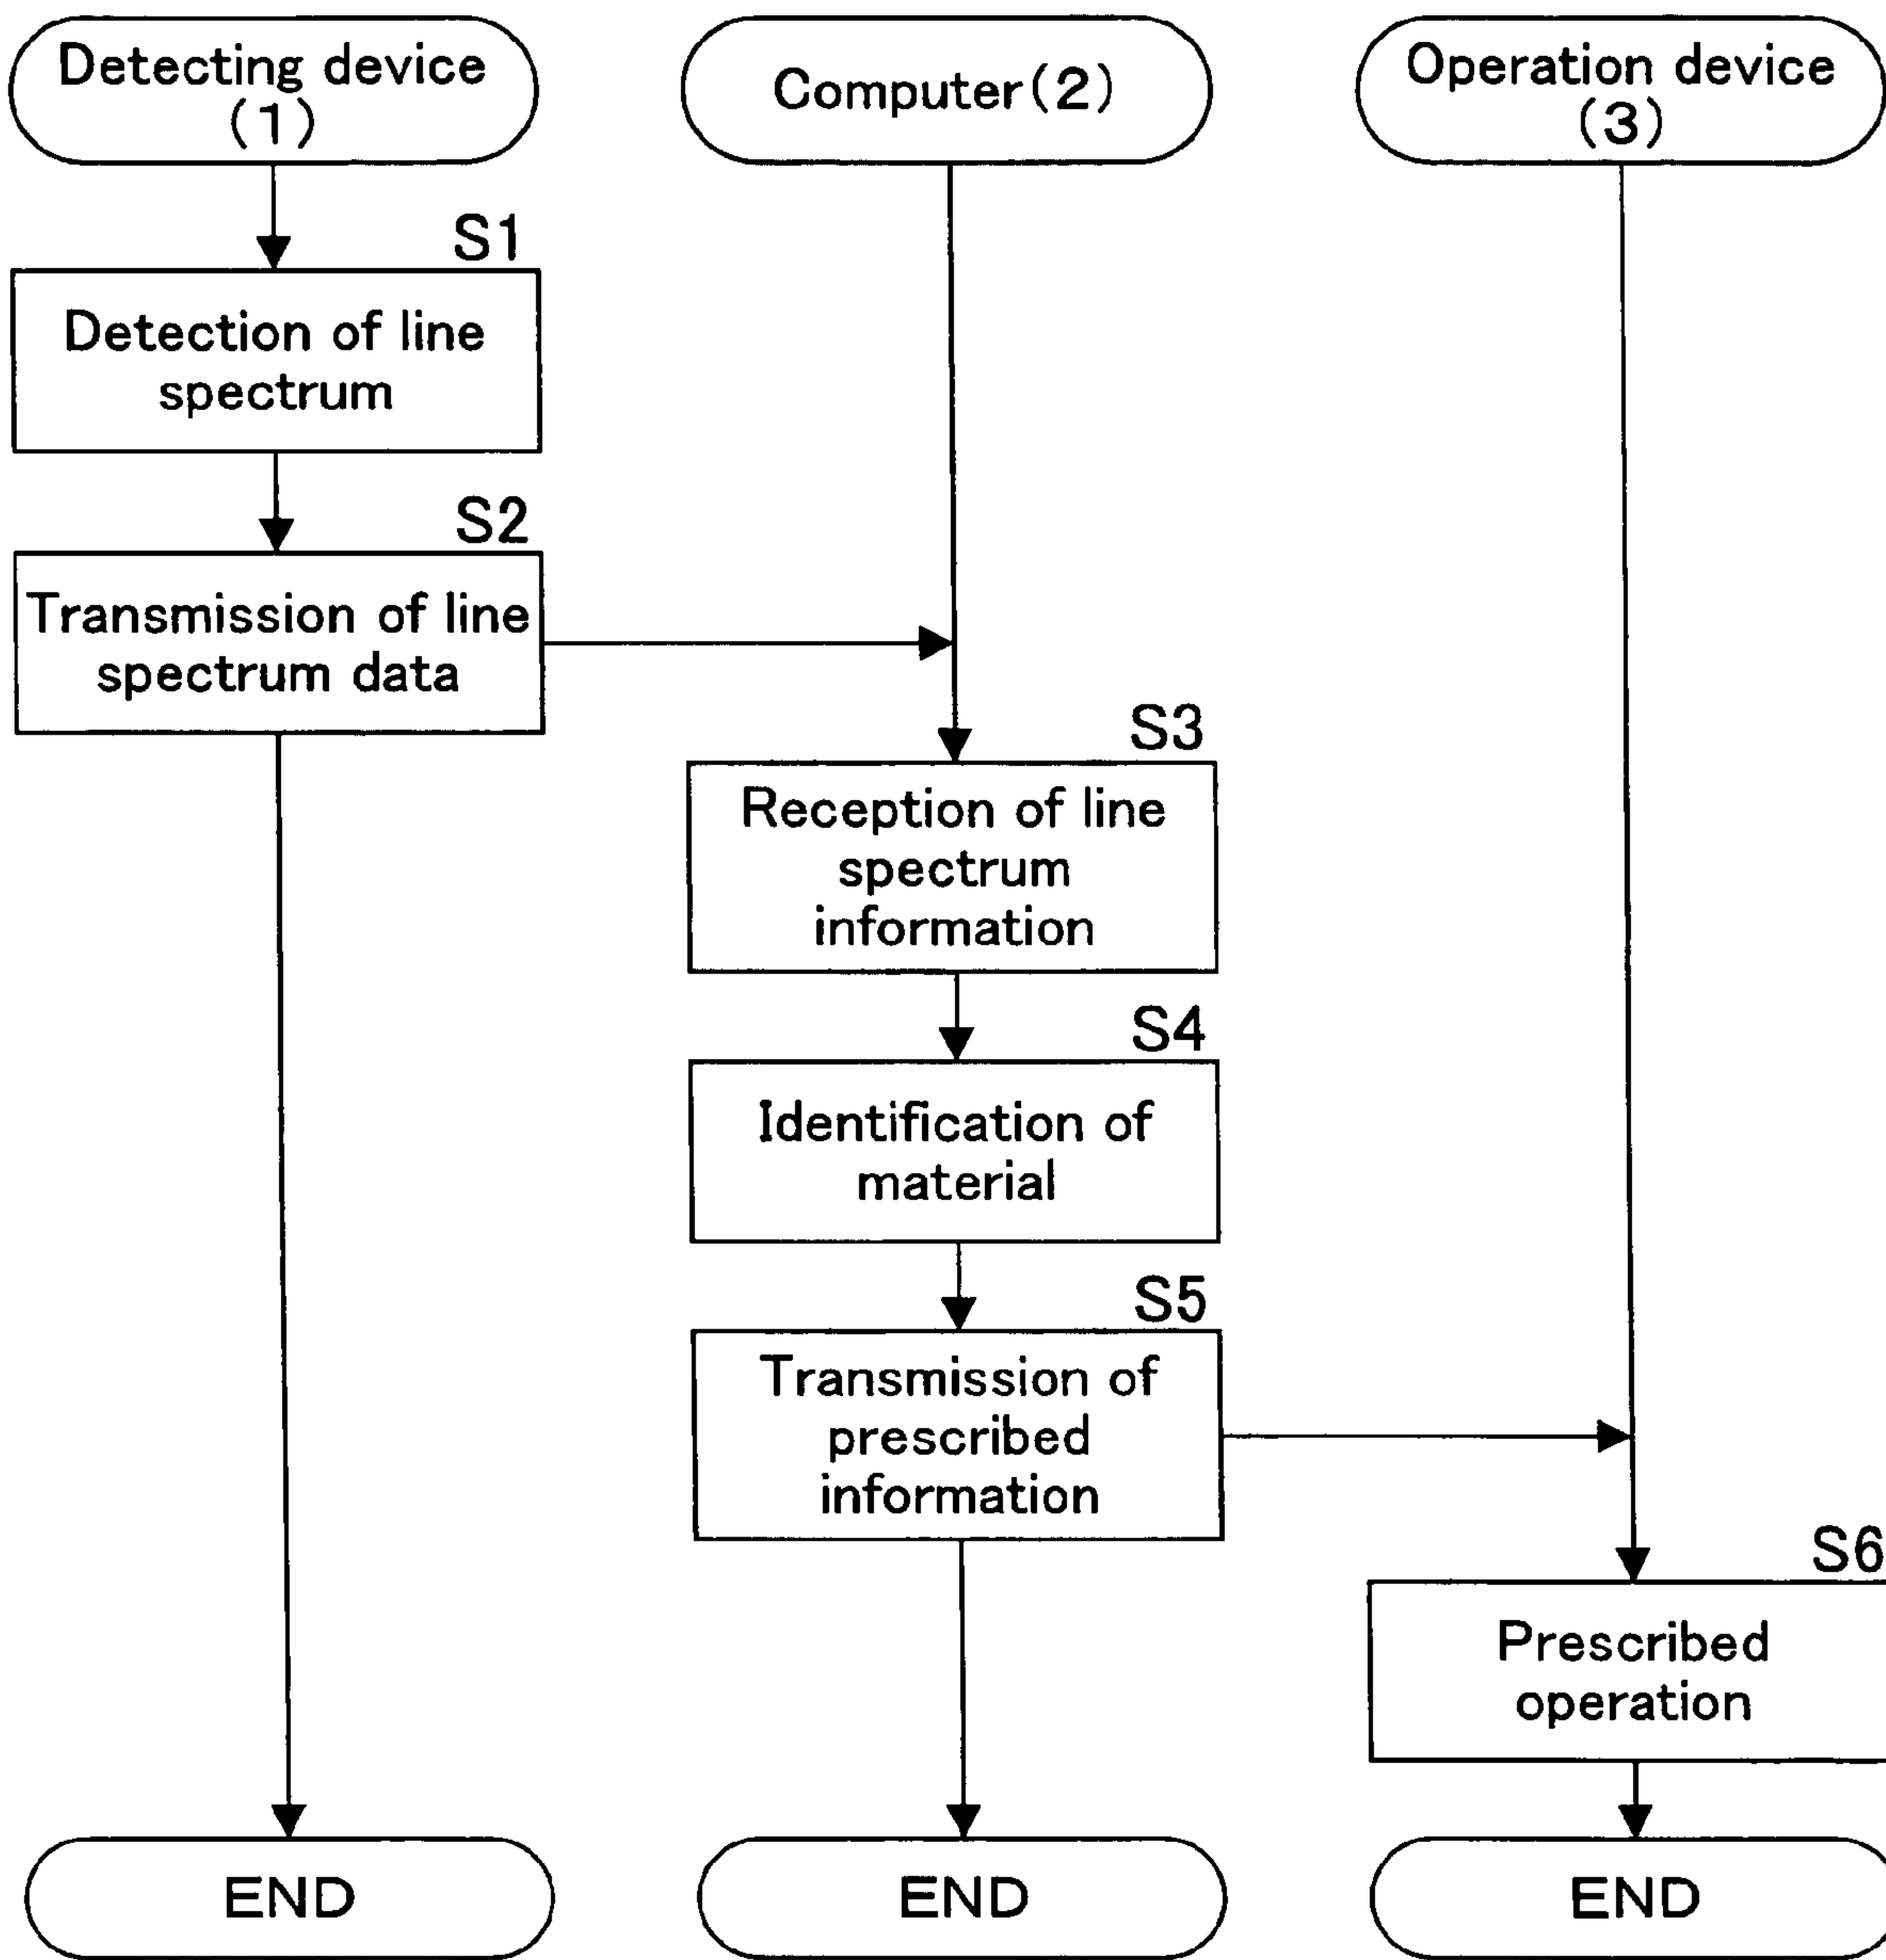 Detecting device
(1)
Computer(2)
Operation device
(3)
S1
Detection of line
spectrum
S2
Transmission of line
spectrum data
S3
Reception of line
spectrum
information
S4
Identification of
material
S5
Transmission of
prescribed
information
S6
Prescribed
operation
END
END
END